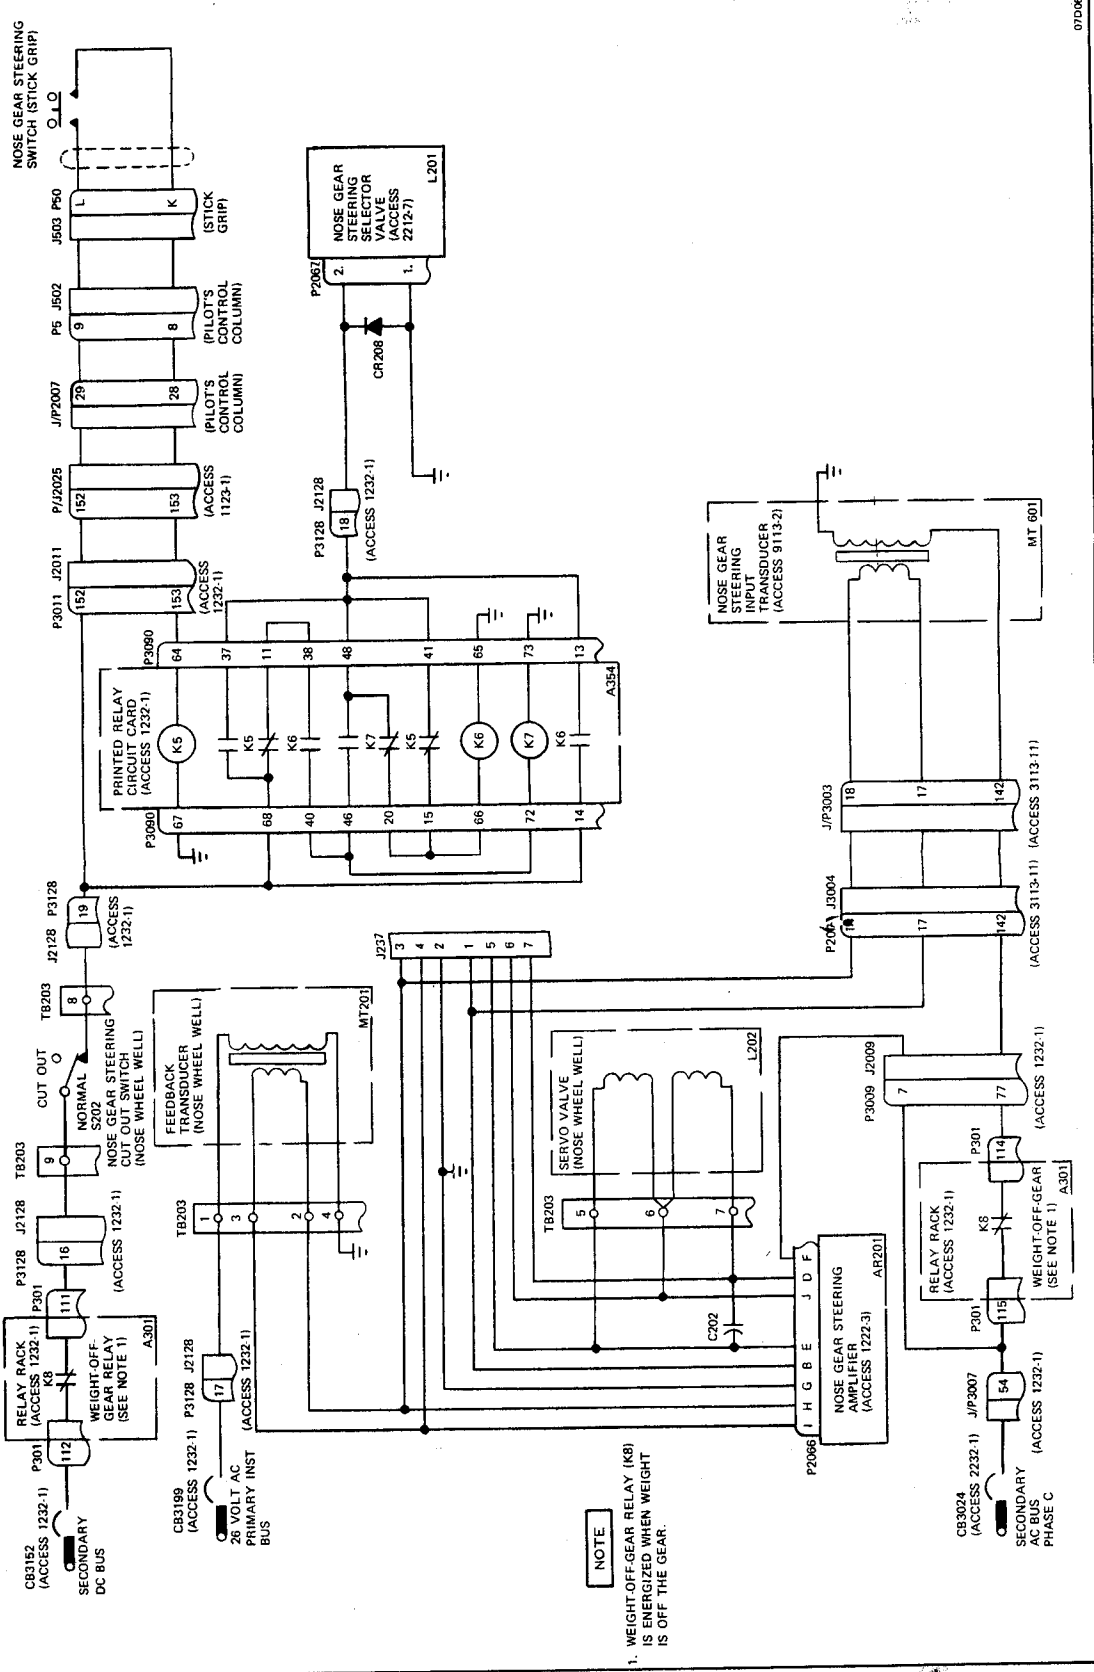 07D06
NOSE GEAR STEERING
SWITCH (STICK GRIP)
J503 P50
L
K
(STICK
GRIP)
P5 J502
9
8
(PILOT'S
CONTROL
COLUMN)
J/P2007
29
28
(PILOT'S
CONTROL
COLUMN)
P/J2025
152
153
(ACCESS
1123-1)
P3011 J2011
152
153
(ACCESS
1232-1)
NOSE GEAR
STEERING
SELECTOR
VALVE
(ACCESS
2212-7)
L201
P2067
2.
1.
CR208
P3128 J2128
18
(ACCESS 1232-1)
PRINTED RELAY
CIRCUIT CARD
(ACCESS 1232-1)
A354
P3090
64
37
11
38
48
41
65
73
13
K5
K5
K6
K7
K5
K6
K7
K6
P3090
67
68
40
46
20
15
66
72
14
J2128 P3128
19
(ACCESS
1232-1)
TB203
8
CUT OUT
NORMAL
S202
NOSE GEAR STEERING
CUT OUT SWITCH
(NOSE WHEEL WELL)
TB203
9
P3128 J2128
16
(ACCESS 1232-1)
P301
111
RELAY RACK
(ACCESS 1232-1)
K8
WEIGHT-OFF-
GEAR RELAY
(SEE NOTE 1)
A301
P301
112
CB3152
(ACCESS 1232-1)
SECONDARY
DC BUS
FEEDBACK
TRANSDUCER
(NOSE WHEEL WELL)
MT201
TB203
1
3
2
4
P3128 J2128
17
(ACCESS 1232-1)
CB3199
(ACCESS 1232-1)
26 VOLT AC
PRIMARY INST
BUS
J237
3
4
2
1
5
6
7
SERVO VALVE
(NOSE WHEEL WELL)
L202
TB203
5
6
7
C202
P2066
I H G B E J D F
NOSE GEAR STEERING
AMPLIFIER
(ACCESS 1222-3)
AR201
NOSE GEAR
STEERING
INPUT
TRANSDUCER
(ACCESS 9113-2)
MT 601
J/P3003
18
17
142
(ACCESS 3113-11)
J3004
17
142
(ACCESS 3113-11)
P3009 J2009
7
77
(ACCESS 1232-1)
P301
114
RELAY RACK
(ACCESS 1232-1)
K8
WEIGHT-OFF-GEAR
(SEE NOTE 1)
A301
P301
115
J/P3007
54
(ACCESS 1232-1)
CB3024
(ACCESS 2232-1)
SECONDARY
AC BUS
PHASE C
NOTE
1. WEIGHT-OFF-GEAR RELAY (K8)
IS ENERGIZED WHEN WEIGHT
IS OFF THE GEAR.